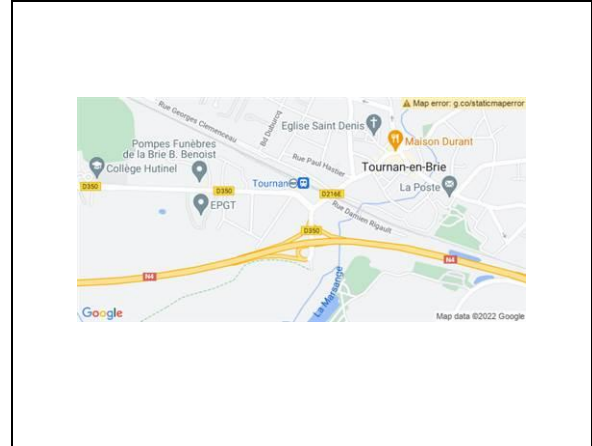 Map error: g.co/staticmaperror
Rue Georges Clemenceau
Bd Duburcq
Eglise Saint Denis
Maison Durant
Pompes Funèbres
de la Brie B. Benoist
Rue Paul Hastier
Collège Hutinel
Tournan-en-Brie
Tournan
La Poste
D350
D350
D216E
EPGT
Rue Damien Rigault
D350
N4
N4
La Marsange
Google
Map data ©2022 Google